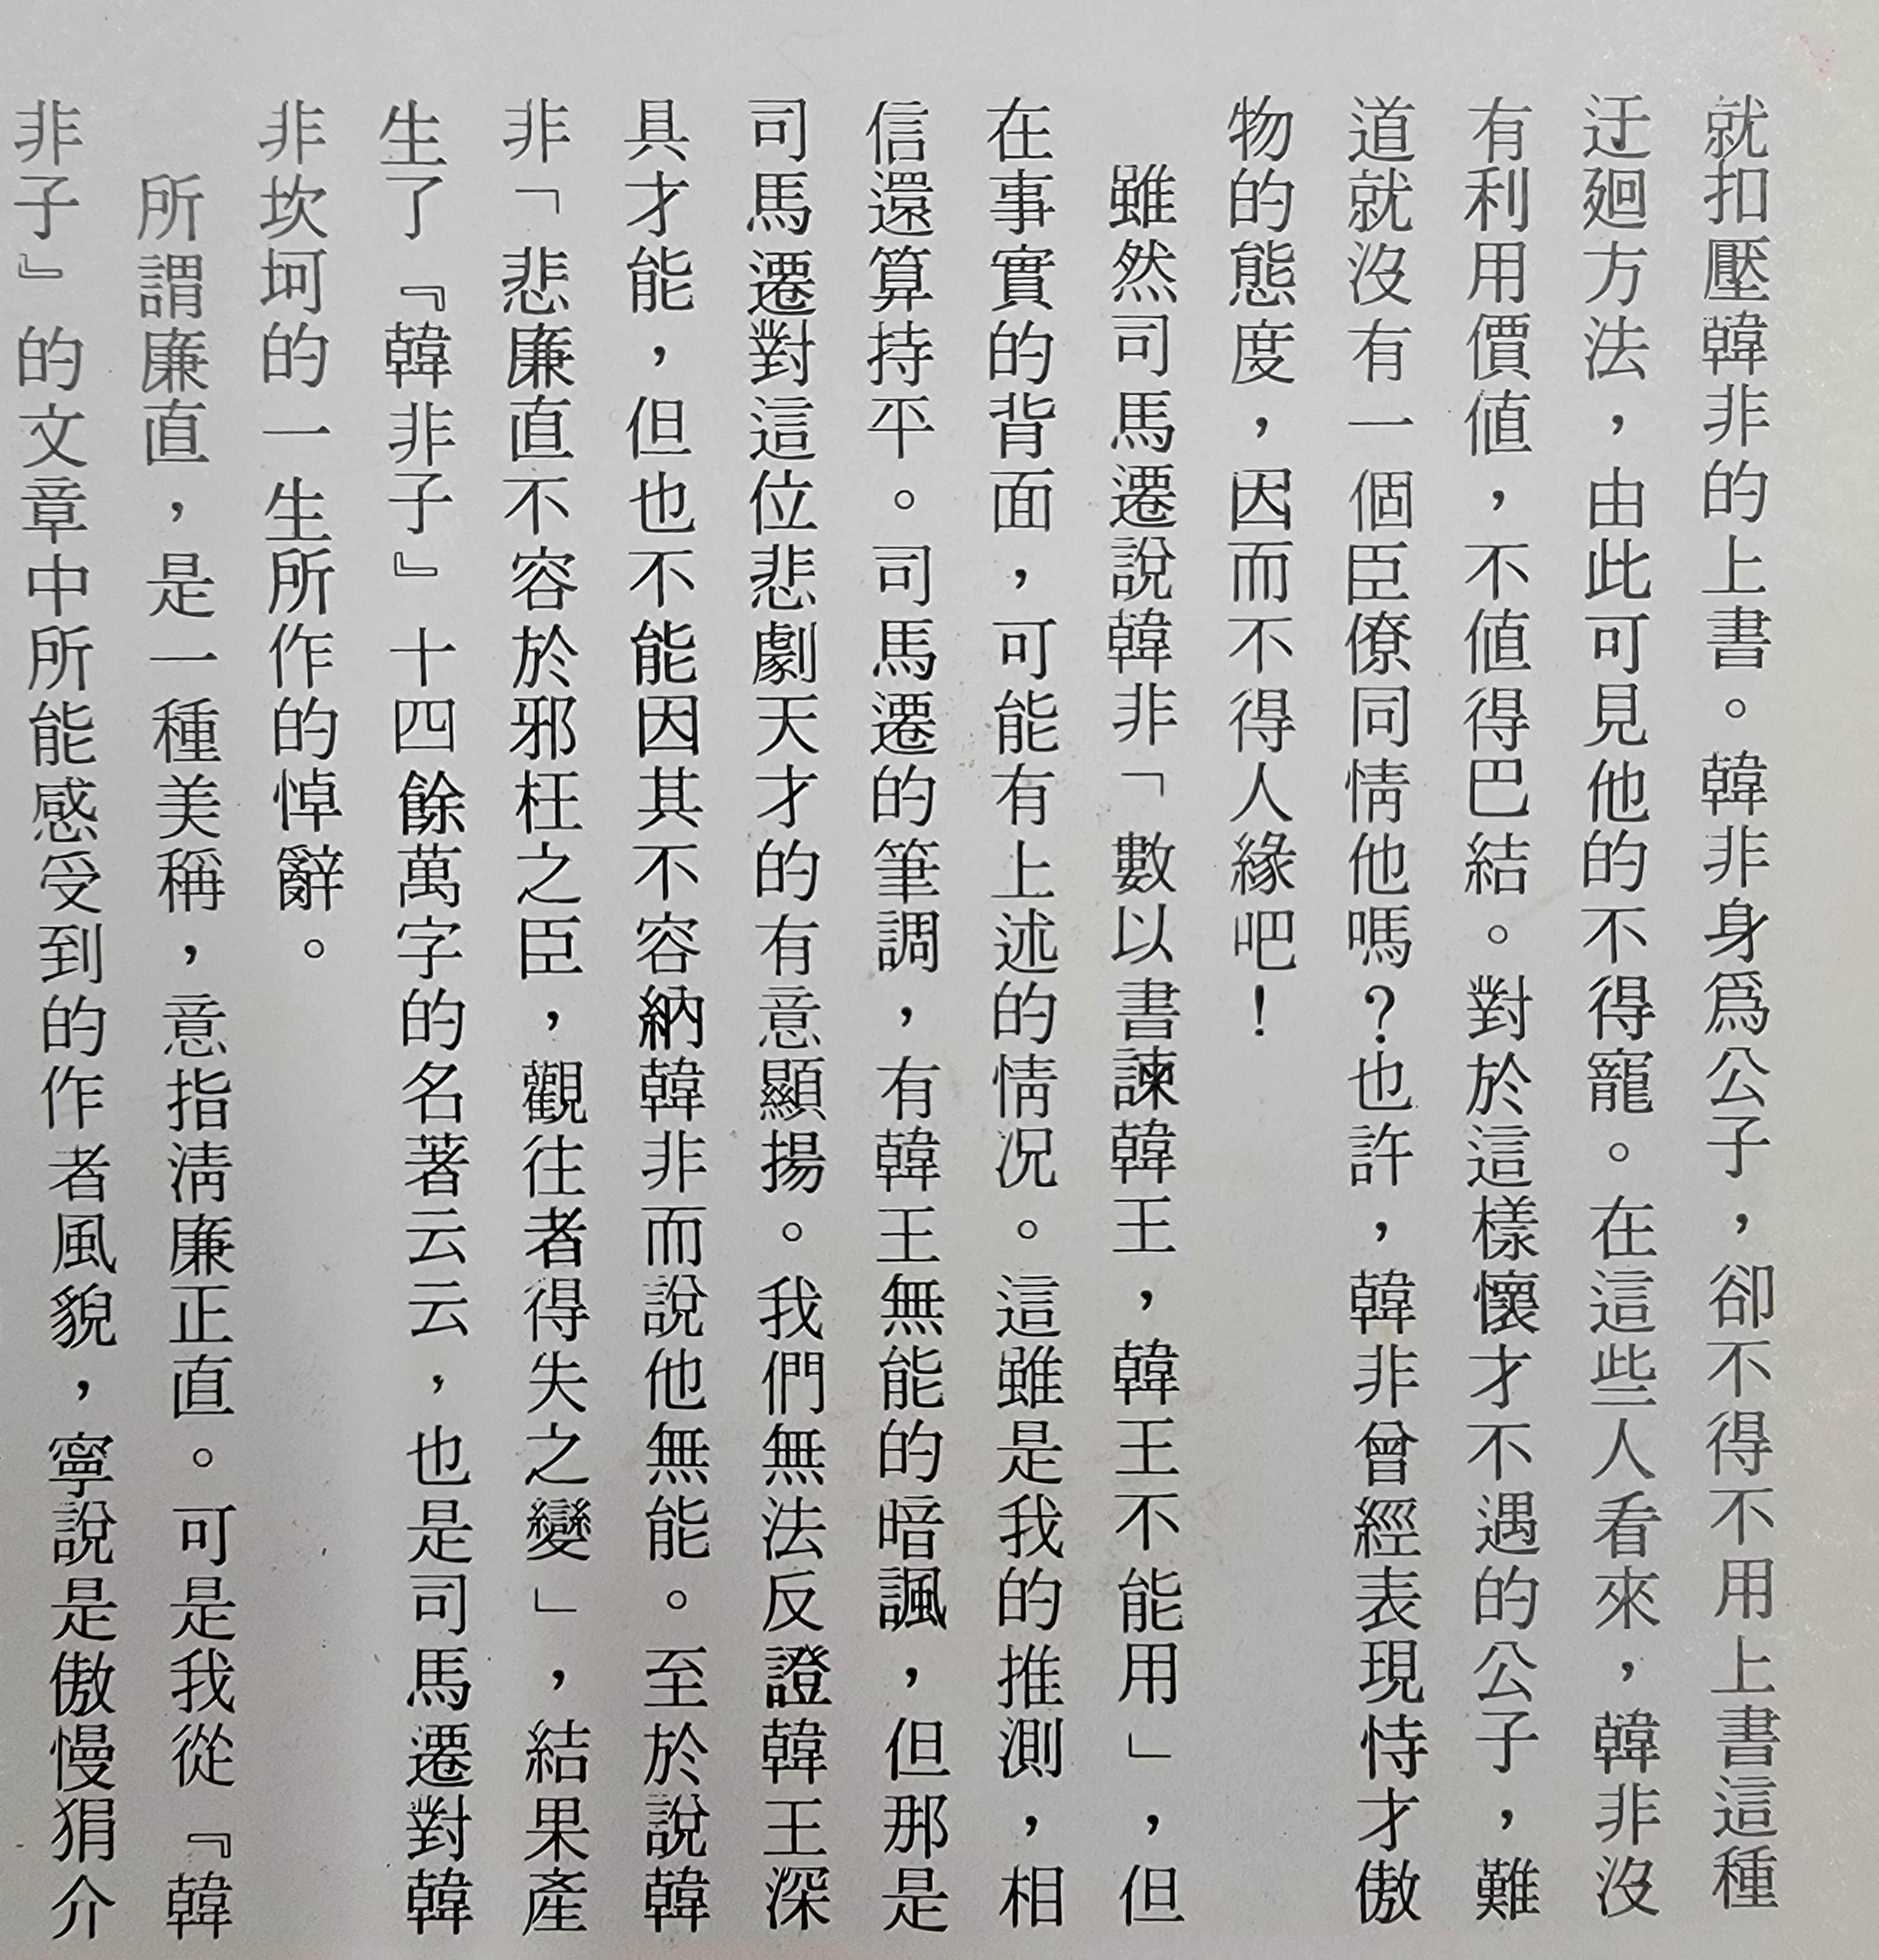 就扣壓韓非的上書。韓非身爲公子，卻不得不用上書這種
迂廻方法，由此可見他的不得寵。在這些人看來，韓非沒
有利用價値，不値得巴結。對於這樣懷才不遇的公子，難
道就沒有一個臣僚同情他嗎？也許，韓非曾經表現恃才傲
物的態度，因而不得人緣吧！
雖然司馬遷說韓非「數以書諫韓王，韓王不能用」，但
在事實的背面，可能有上述的情況。這雖是我的推測，相
信還算持平。司馬遷的筆調，有韓王無能的暗諷，但那是
司馬遷對這位悲劇天才的有意顯揚。我們無法反證韓王深
具才能，但也不能因其不容納韓非而說他無能。至於說韓
非「悲廉直不容於邪枉之臣，觀往者得失之變」，結果產
生了『韓非子』十四餘萬字的名著云云，也是司馬遷對韓
非坎坷的一生所作的悼辭。
所謂廉直，是一種美稱，意指淸廉正直。可是我從『韓
非子』的文章中所能感受到的作者風貌，寧說是傲慢狷介